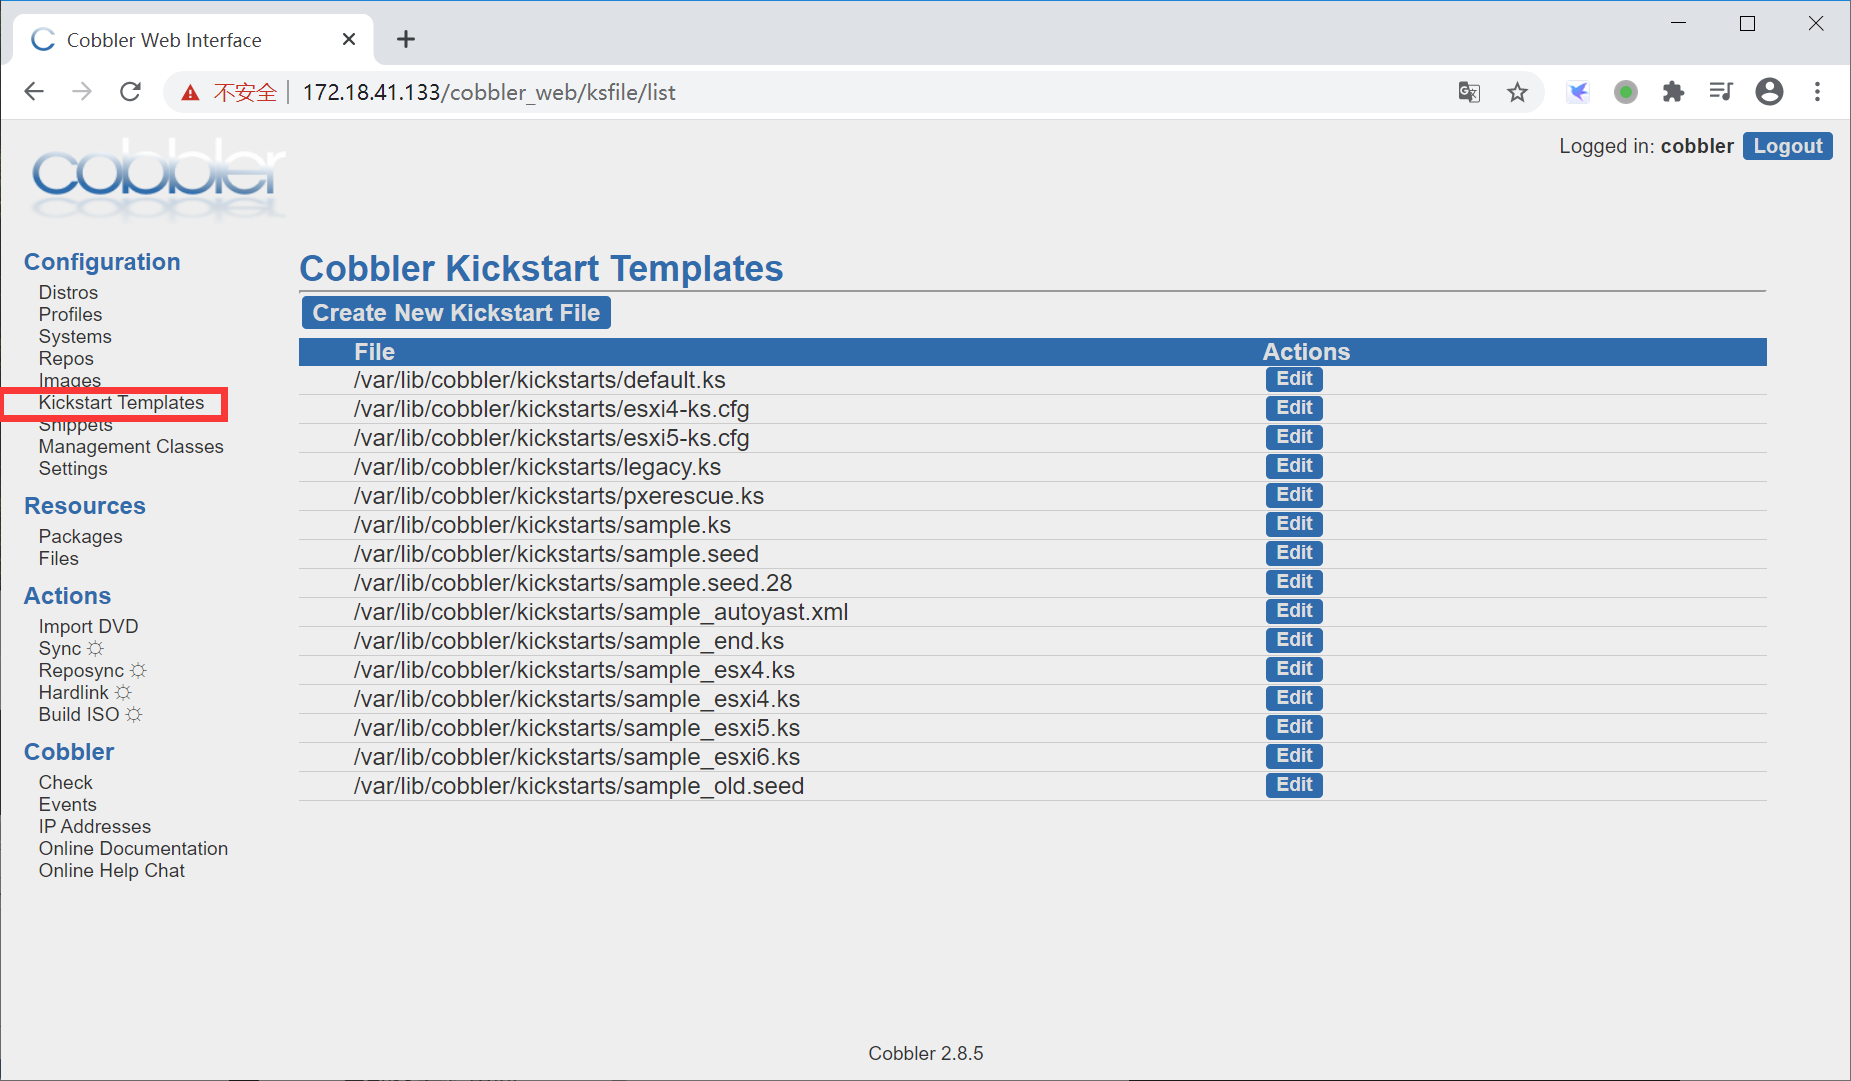 Cobbler Web Interface
不安全 172.18.41.133/cobbler_web/ksfile/list
cobbler
Logged in: cobbler Logout
Configuration
Distros
Profiles
Systems
Repos
Images
Kickstart Templates
Snippets
Management Classes
Settings
Resources
Packages
Files
Actions
Import DVD
Sync
Reposync
Hardlink
Build ISO
Cobbler
Check
Events
IP Addresses
Online Documentation
Online Help Chat
Cobbler Kickstart Templates
Create New Kickstart File
File Actions
/var/lib/cobbler/kickstarts/default.ks Edit
/var/lib/cobbler/kickstarts/esxi4-ks.cfg Edit
/var/lib/cobbler/kickstarts/esxi5-ks.cfg Edit
/var/lib/cobbler/kickstarts/legacy.ks Edit
/var/lib/cobbler/kickstarts/pxerescue.ks Edit
/var/lib/cobbler/kickstarts/sample.ks Edit
/var/lib/cobbler/kickstarts/sample.seed Edit
/var/lib/cobbler/kickstarts/sample.seed.28 Edit
/var/lib/cobbler/kickstarts/sample_autoyast.xml Edit
/var/lib/cobbler/kickstarts/sample_end.ks Edit
/var/lib/cobbler/kickstarts/sample_esx4.ks Edit
/var/lib/cobbler/kickstarts/sample_esxi4.ks Edit
/var/lib/cobbler/kickstarts/sample_esxi5.ks Edit
/var/lib/cobbler/kickstarts/sample_esxi6.ks Edit
/var/lib/cobbler/kickstarts/sample_old.seed Edit
Cobbler 2.8.5